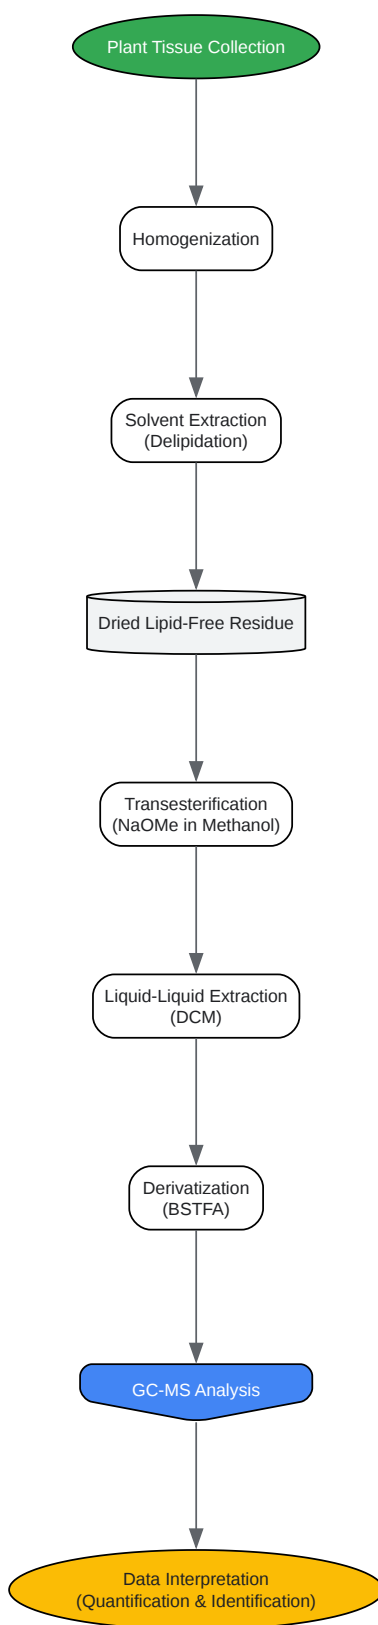 Plant Tissue Collection
Homogenization
Solvent Extraction
(Delipidation)
Dried Lipid-Free Residue
Transesterification
(NaOMe in Methanol)
Liquid-Liquid Extraction
(DCM)
Derivatization
(BSTFA)
GC-MS Analysis
Data Interpretation
(Quantification & Identification)